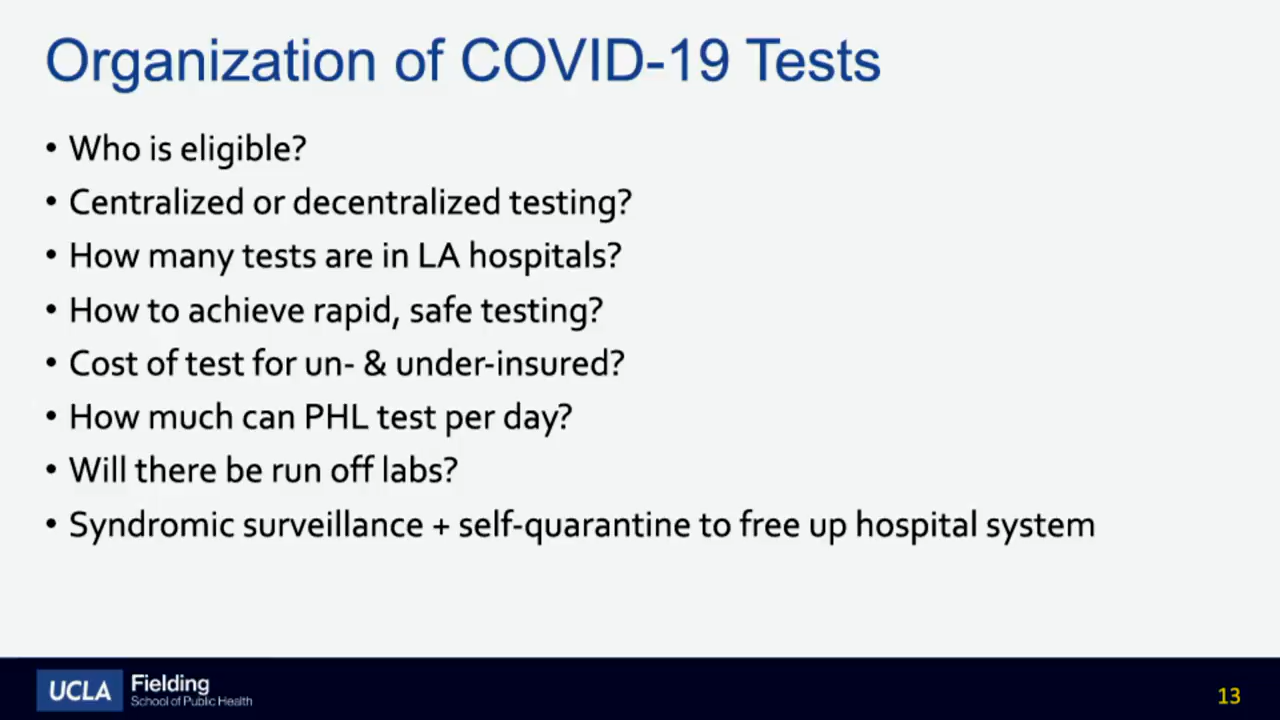 Organization of COVID-19 Tests
• Who is eligible?
• Centralized or decentralized testing?
• How many tests are in LA hospitals?
• How to achieve rapid, safe testing?
• Cost of test for un- & under-insured?
• How much can PHL test per day?
• Will there be run off labs?
• Syndromic surveillance + self-quarantine to free up hospital system
UCLA Fielding
School of Public Health
13